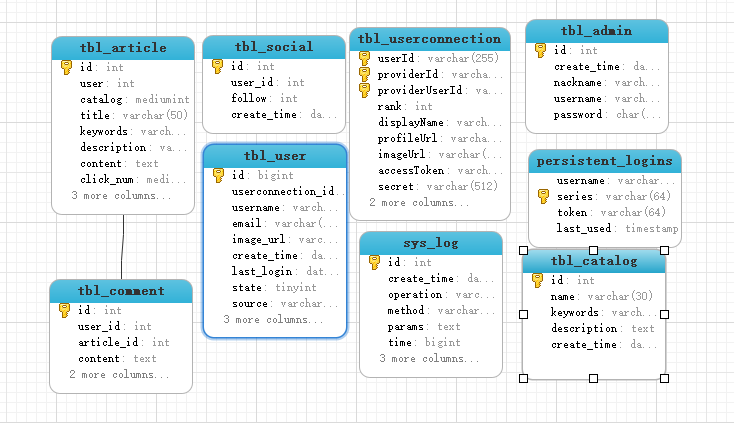 tbl_article
id: int
user: int
catalog: mediumint
title: varchar(50)
keywords: varch...
description: va...
content: text
click_num: medi...
3 more columns...
tbl_social
id: int
user_id: int
follow: int
create_time: da...
tbl_userconnection
userId: varchar(255)
providerId: varcha...
providerUserId: va...
rank: int
displayName: varch...
profileUrl: varcha...
imageUrl: varchar(...
accessToken: varch...
secret: varchar(512)
2 more columns...
tbl_admin
id: int
create_time: da...
nackname: varch...
username: varch...
password: char(...
tbl_user
id: bigint
userconnection_id...
username: varch...
email: varchar(...
image_url: varc...
create_time: da...
last_login: dat...
state: tinyint
source: varchar...
3 more columns...
persistent_logins
username: varchar...
series: varchar(64)
token: varchar(64)
last_used: timestamp
sys_log
id: int
create_time: da...
operation: varc...
method: varchar...
params: text
time: bigint
3 more columns...
tbl_catalog
id: int
name: varchar(30)
keywords: varch...
description: text
create_time: da...
tbl_comment
id: int
user_id: int
article_id: int
content: text
2 more columns...